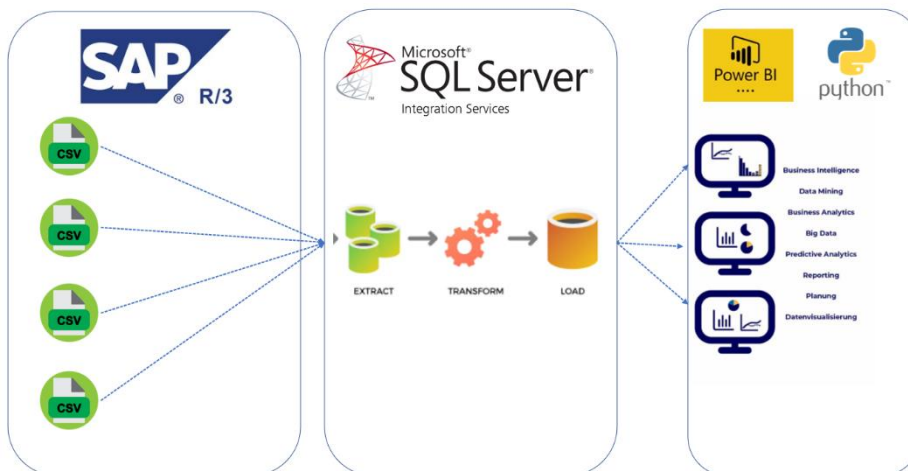 SAP
® R/3
CSV
CSV
CSV
CSV
Microsoft®
SQL Server®
Integration Services
EXTRACT
TRANSFORM
LOAD
Power BI
python™
Business Intelligence
Data Mining
Business Analytics
Big Data
Predictive Analytics
Reporting
Planung
Datenvisualisierung